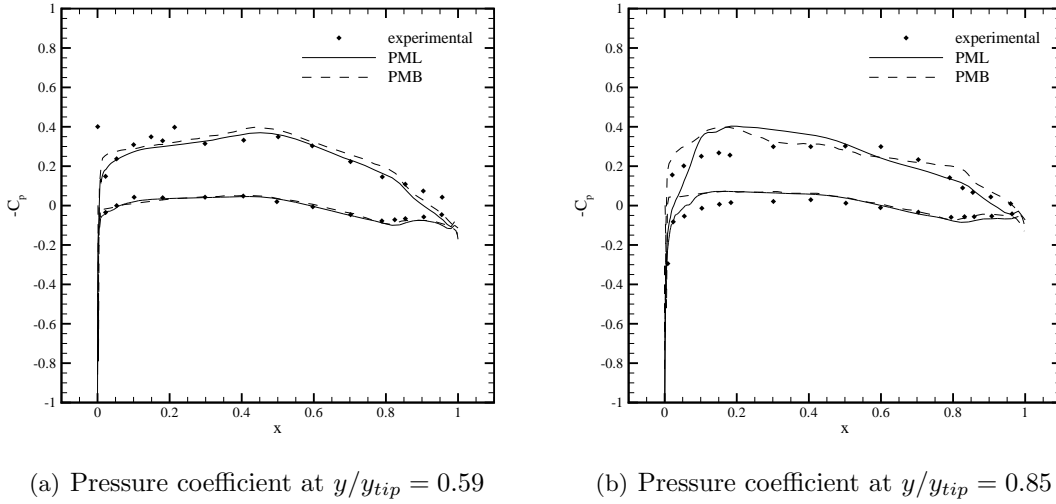 -C_p
1
0.8
0.6
0.4
0.2
0
-0.2
-0.4
-0.6
-0.8
-1
experimental
PML
PMB
0 0.2 0.4 0.6 0.8 1
x
(a) Pressure coefficient at y/y_{tip} = 0.59
-C_p
1
0.8
0.6
0.4
0.2
0
-0.2
-0.4
-0.6
-0.8
-1
experimental
PML
PMB
0 0.2 0.4 0.6 0.8 1
x
(b) Pressure coefficient at y/y_{tip} = 0.85